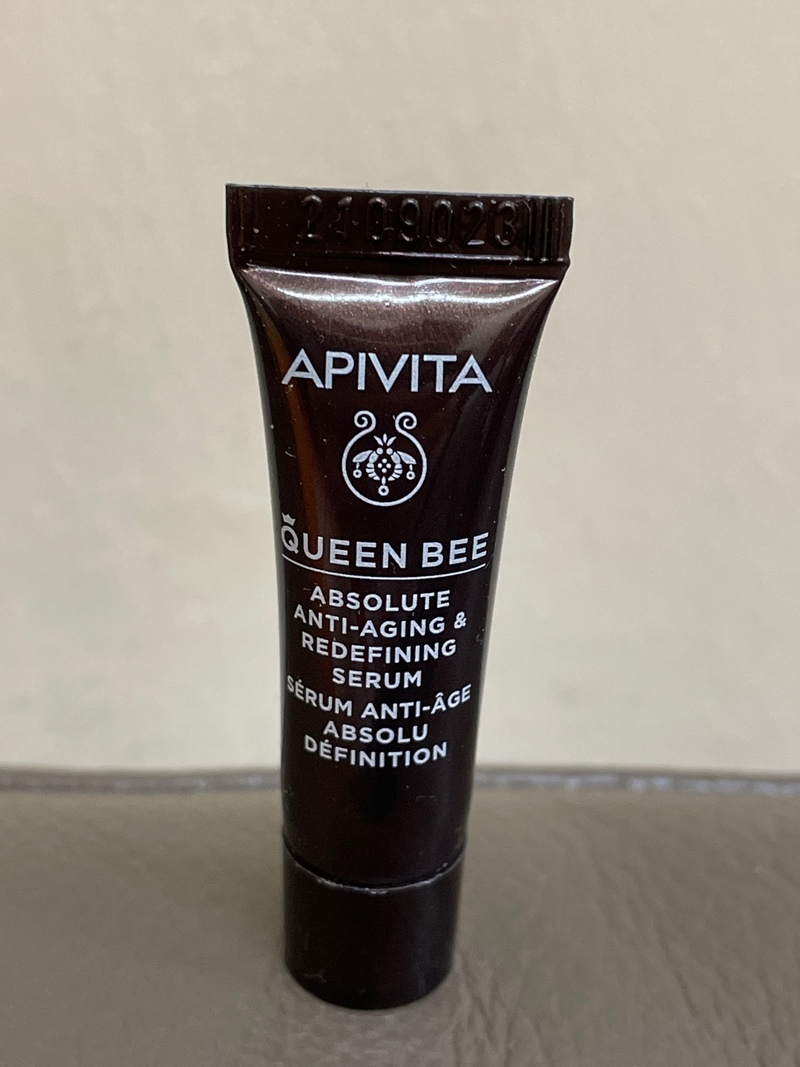 2109023
APIVITA
QUEEN BEE
ABSOLUTE
ANTI-AGING &
REDEFINING
SERUM
SÉRUM ANTI-ÂGE
ABSOLU
DÉFINITION